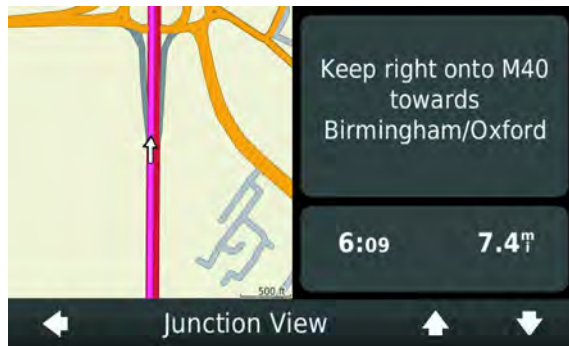 Keep right onto M40
towards
Birmingham/Oxford
6:09 7.4mi
500 ft
Junction View